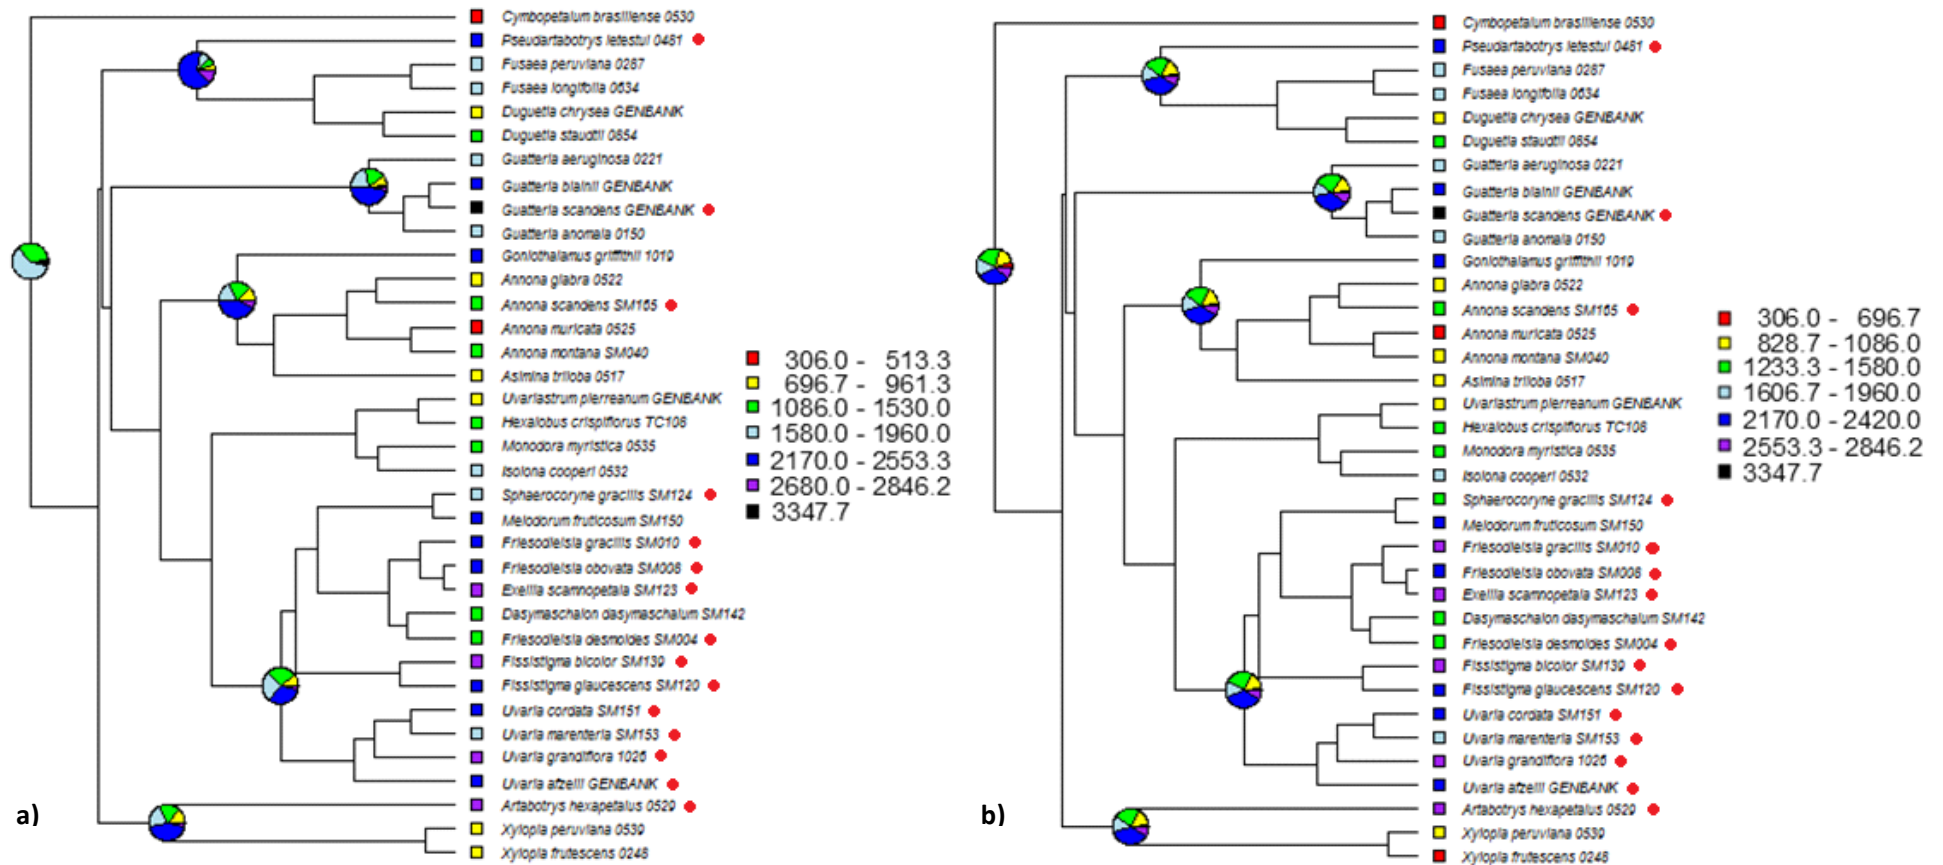 Cymbopetalum brasiliense 0530
Pseudartabotrys letestui 0481
Fusaea peruviana 0287
Fusaea longifolia 0634
Duguetia chrysea GENBANK
Duguetia staudtii 0854
Guatteria aeruginosa 0221
Guatteria blainii GENBANK
Guatteria scandens GENBANK
Guatteria anomala 0150
Goniothalamus griffithii 1019
Annona glabra 0522
Annona scandens SM165
Annona muricata 0525
Annona montana SM040
Asimina triloba 0517
Uvariastrum pierreanum GENBANK
Hexalobus crispiflorus TC106
Monodora myristica 0535
Isolona cooperi 0532
Sphaerocoryne gracilis SM124
Melodorum fruticosum SM150
Friesodielsia gracilis SM010
Friesodielsia obovata SM008
Exellia scamnopetala SM123
Dasymaschalon dasymaschalum SM142
Friesodielsia desmoides SM004
Fissistigma bicolor SM139
Fissistigma glaucescens SM120
Uvaria cordata SM151
Uvaria marenteria SM153
Uvaria grandiflora 1026
Uvaria afzelii GENBANK
Artabotrys hexapetalus 0529
Xylopia peruviana 0539
Xylopia frutescens 0248
306.0 - 513.3
696.7 - 961.3
1086.0 - 1530.0
1580.0 - 1960.0
2170.0 - 2553.3
2680.0 - 2846.2
3347.7
a)
Cymbopetalum brasiliense 0530
Pseudartabotrys letestui 0481
Fusaea peruviana 0287
Fusaea longifolia 0634
Duguetia chrysea GENBANK
Duguetia staudtii 0854
Guatteria aeruginosa 0221
Guatteria blainii GENBANK
Guatteria scandens GENBANK
Guatteria anomala 0150
Goniothalamus griffithii 1019
Annona glabra 0522
Annona scandens SM165
Annona muricata 0525
Annona montana SM040
Asimina triloba 0517
Uvariastrum pierreanum GENBANK
Hexalobus crispiflorus TC106
Monodora myristica 0535
Isolona cooperi 0532
Sphaerocoryne gracilis SM124
Melodorum fruticosum SM150
Friesodielsia gracilis SM010
Friesodielsia obovata SM008
Exellia scamnopetala SM123
Dasymaschalon dasymaschalum SM142
Friesodielsia desmoides SM004
Fissistigma bicolor SM139
Fissistigma glaucescens SM120
Uvaria cordata SM151
Uvaria marenteria SM153
Uvaria grandiflora 1026
Uvaria afzelii GENBANK
Artabotrys hexapetalus 0529
Xylopia peruviana 0539
Xylopia frutescens 0248
306.0 - 696.7
828.7 - 1086.0
1233.3 - 1580.0
1606.7 - 1960.0
2170.0 - 2420.0
2553.3 - 2846.2
3347.7
b)